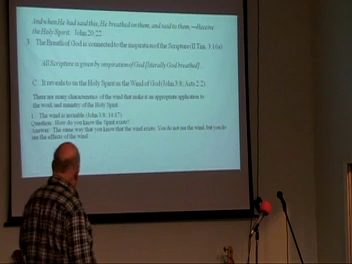 And when He had said this, He breathed on them, and said to them, ―Receive
the Holy Spirit. John 20:22
3. The Breath of God is connected to the inspiration of the Scripture (II Tim. 3:16a)
All Scripture is given by inspiration of God [literally God breathed]
C. It reveals to us the Holy Spirit as the Wind of God (John 3:8; Acts 2:2)
There are many characteristics of the wind that make it an appropriate application to
the work and ministry of the Holy Spirit
1. The wind is invisible (John 3:8; 14:17)
Question: How do you know the Spirit exists?
Answer: The same way that you know that the wind exists. You do not see the wind, but you do
see the effects of the wind.